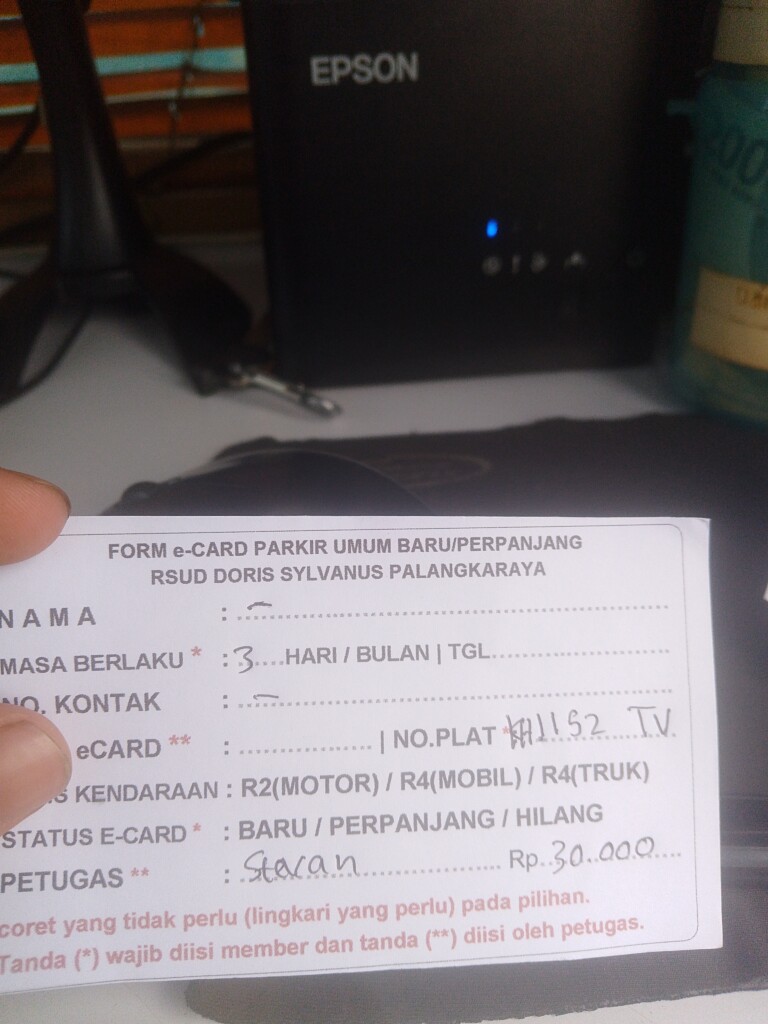 EPSON
FORM e-CARD PARKIR UMUM BARU/PERPANJANG
RSUD DORIS SYLVANUS PALANGKARAYA
NAMA : –
MASA BERLAKU * : 3 HARI / BULAN | TGL
NO. KONTAK : –
eCARD ** : | NO.PLAT * KH1152 TV
KENDARAAN : R2(MOTOR) / R4(MOBIL) / R4(TRUK)
STATUS E-CARD * : BARU / PERPANJANG / HILANG
PETUGAS ** : Stevan Rp. 30.000
coret yang tidak perlu (lingkari yang perlu) pada pilihan.
Tanda (*) wajib diisi member dan tanda (**) diisi oleh petugas.